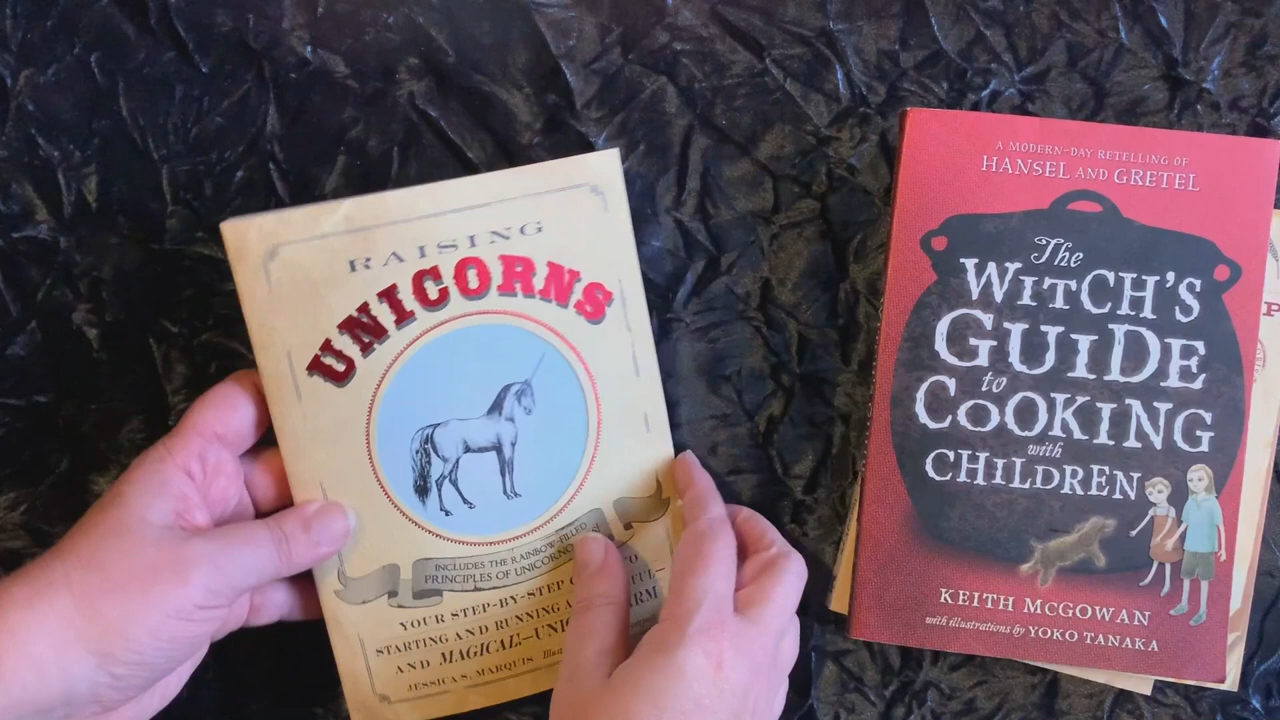 RAISING
UNICORNS
INCLUDES THE RAINBOW-FILLED
PRINCIPLES OF UNICORNO
YOUR STEP-BY-STEP
STARTING AND RUNNING A
AND MAGICAL!—UNI
JESSICA S. MARQUIS
A MODERN-DAY RETELLING OF
HANSEL AND GRETEL
The
WITCH'S
GUIDE
to
COOKING
with
CHILDREN
KEITH MCGOWAN
with illustrations by YOKO TANAKA
P